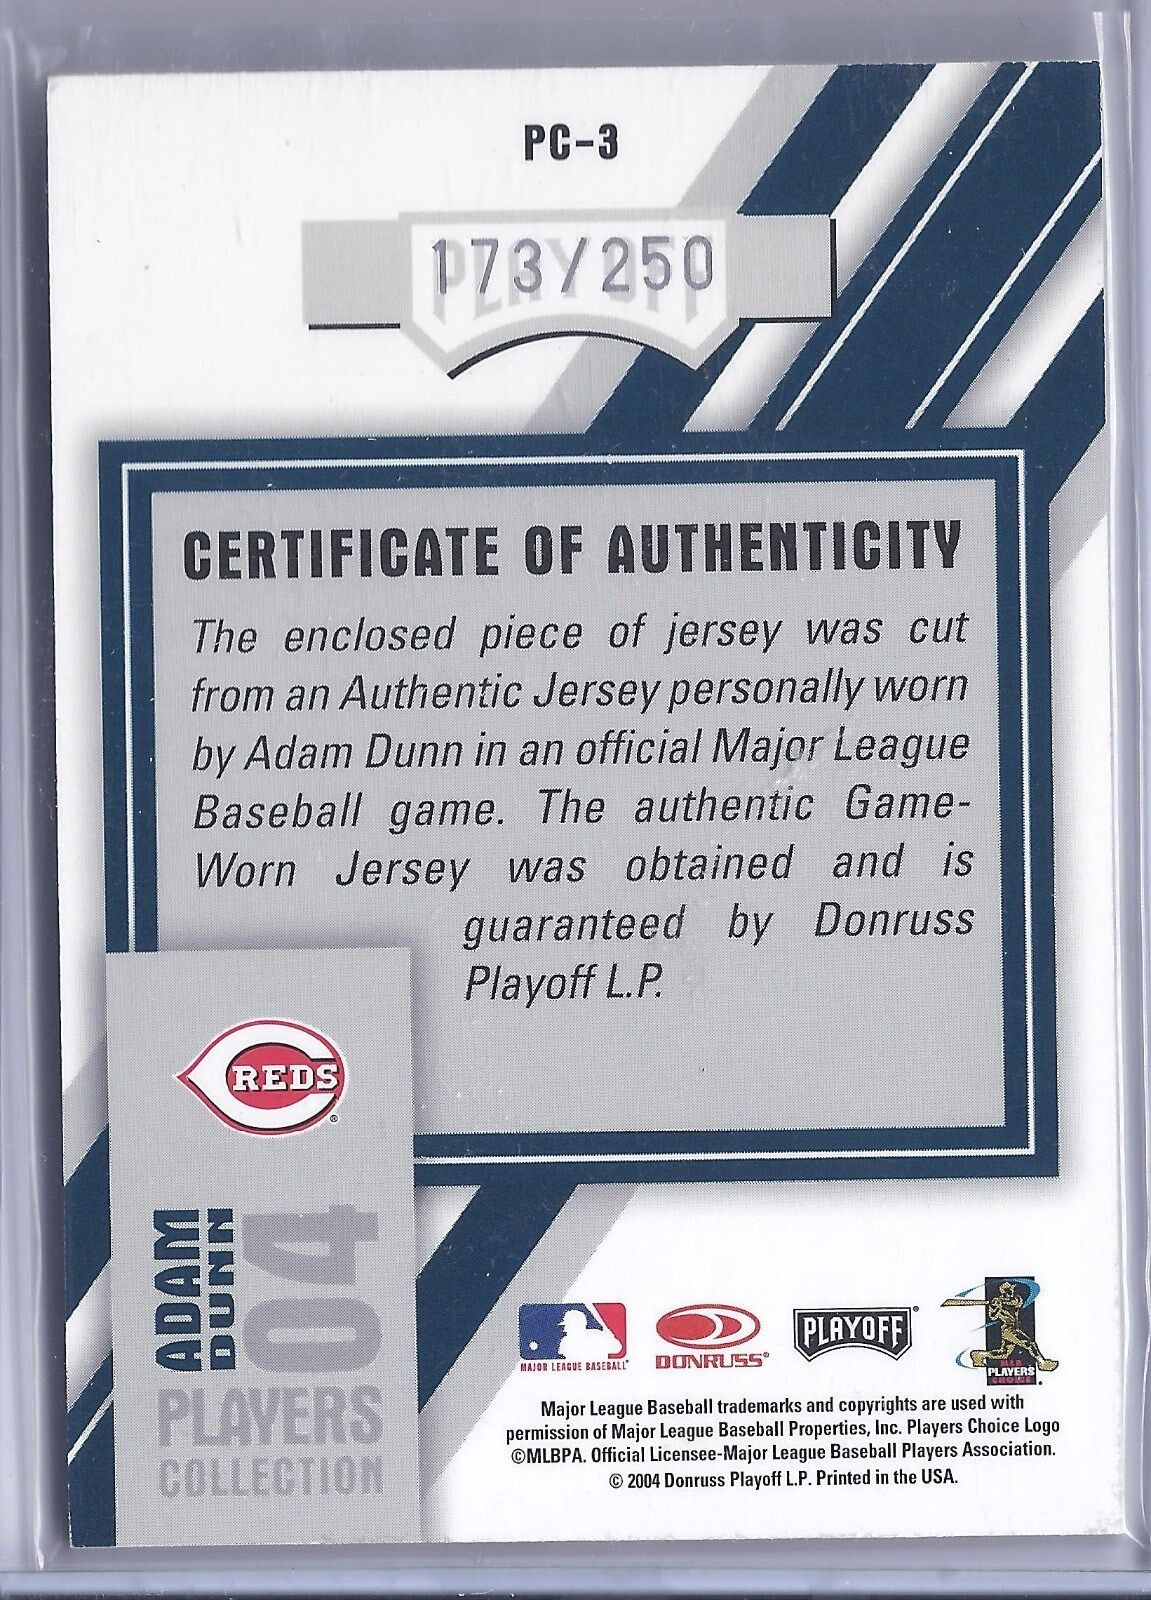 PC-3
PLAYOFF
173/250
CERTIFICATE OF AUTHENTICITY
The enclosed piece of jersey was cut
from an Authentic Jersey personally worn
by Adam Dunn in an official Major League
Baseball game. The authentic Game-
Worn Jersey was obtained and is
guaranteed by Donruss
Playoff L.P.
REDS
®
ADAM
DUNN
04
PLAYERS
COLLECTION
MAJOR LEAGUE BASEBALL®
DONRUSS®
PLAYOFF®
MLB
PLAYERS
CHOICE
Major League Baseball trademarks and copyrights are used with
permission of Major League Baseball Properties, Inc. Players Choice Logo
©MLBPA. Official Licensee-Major League Baseball Players Association.
© 2004 Donruss Playoff L.P. Printed in the USA.